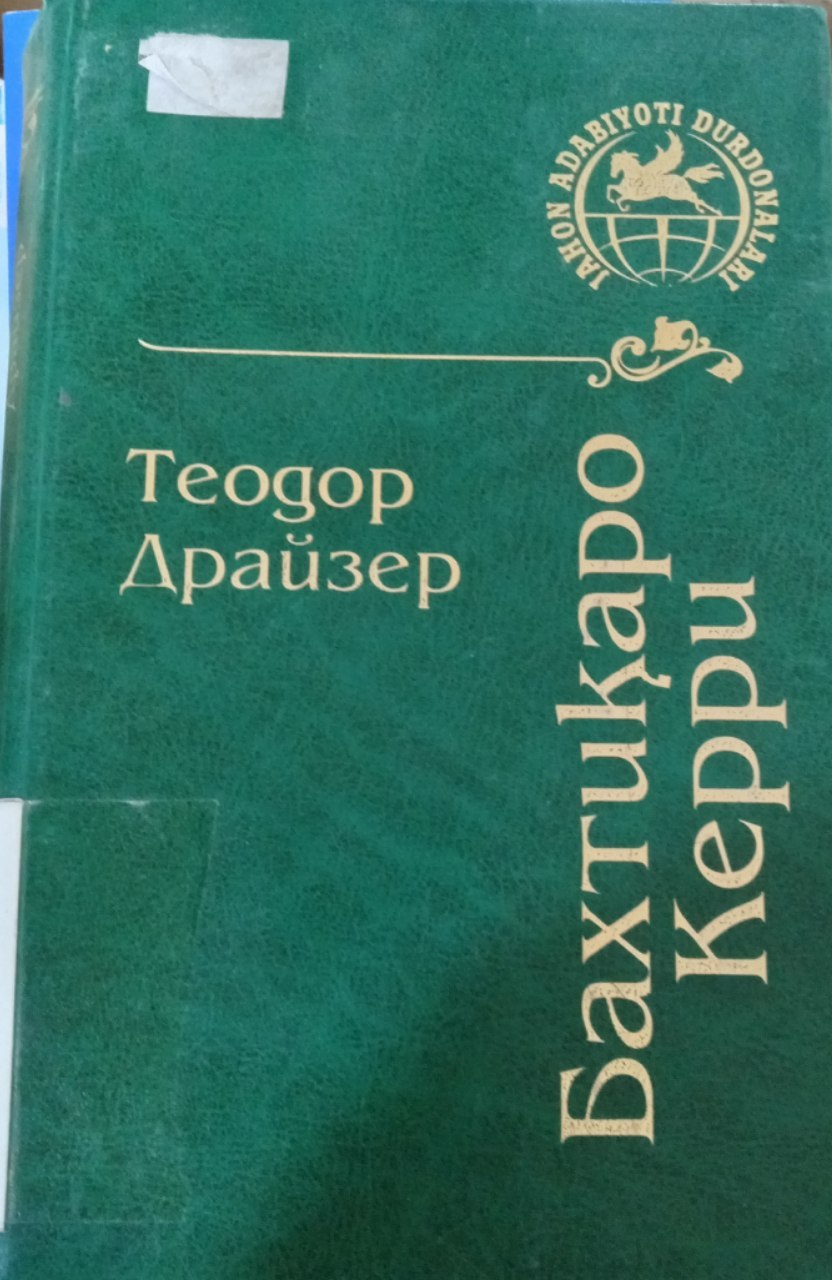 JAHON ADABIYOTI DURDONALARI
Теодор
Драйзер
Бахтиқаро
Керри